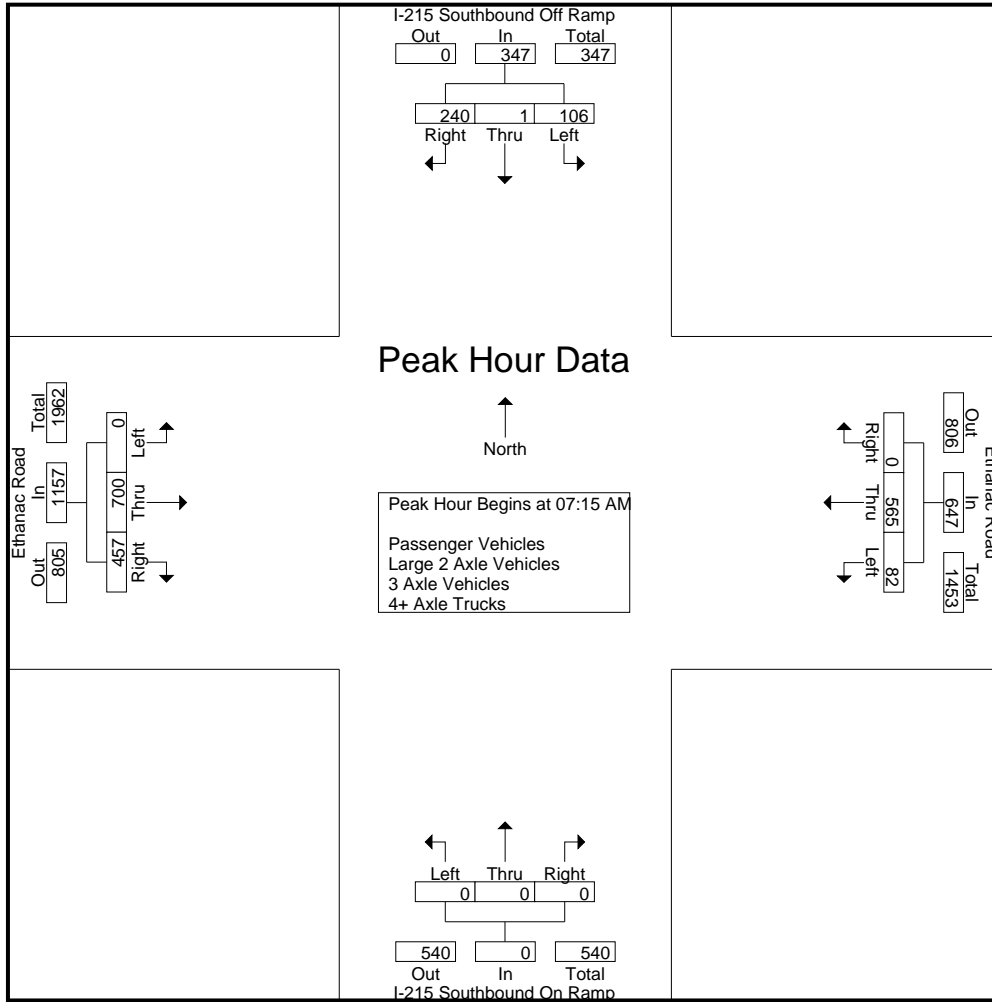 I-215 Southbound Off Ramp
Out In Total
0 347 347
240 1 106
Right Thru Left
Peak Hour Data
North
Peak Hour Begins at 07:15 AM
Passenger Vehicles
Large 2 Axle Vehicles
3 Axle Vehicles
4+ Axle Trucks
Ethanac Road
Out In Total
805 1157 1962
0 700 457
Left Thru Right
Ethanac Road
Out In Total
806 647 1453
0 565 82
Right Thru Left
Left Thru Right
0 0 0
540 0 540
Out In Total
I-215 Southbound On Ramp